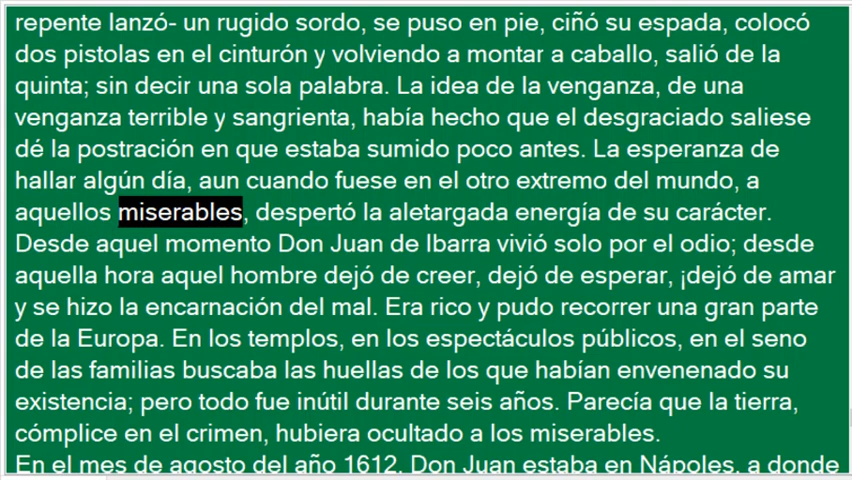 repente lanzó- un rugido sordo, se puso en pie, ciñó su espada, colocó
dos pistolas en el cinturón y volviendo a montar a caballo, salió de la
quinta; sin decir una sola palabra. La idea de la venganza, de una
venganza terrible y sangrienta, había hecho que el desgraciado saliese
dé la postración en que estaba sumido poco antes. La esperanza de
hallar algún día, aun cuando fuese en el otro extremo del mundo, a
aquellos miserables, despertó la aletargada energía de su carácter.
Desde aquel momento Don Juan de Ibarra vivió solo por el odio; desde
aquella hora aquel hombre dejó de creer, dejó de esperar, ¡dejó de amar
y se hizo la encarnación del mal. Era rico y pudo recorrer una gran parte
de la Europa. En los templos, en los espectáculos públicos, en el seno
de las familias buscaba las huellas de los que habían envenenado su
existencia; pero todo fue inútil durante seis años. Parecía que la tierra,
cómplice en el crimen, hubiera ocultado a los miserables.
En el mes de agosto del año 1612, Don Juan estaba en Nápoles, a donde